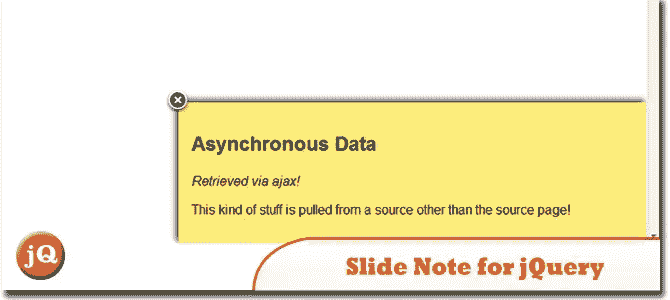 Asynchronous Data
Retrieved via ajax!
This kind of stuff is pulled from a source other than the source page!
jQ
Slide Note for jQuery